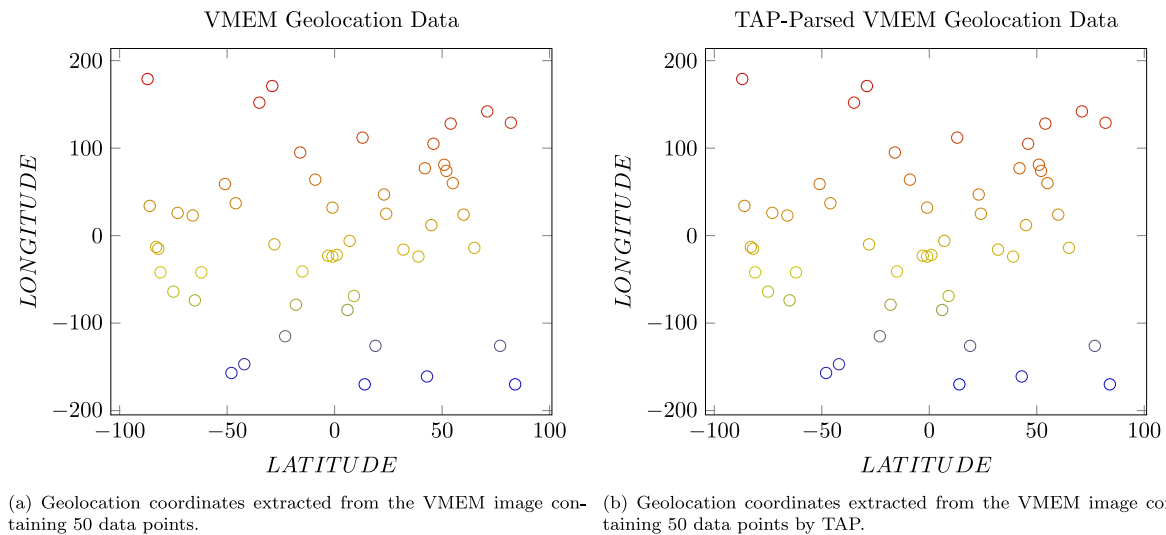 VMEM Geolocation Data
200
100
0
−100
−200
−100
−50
0
50
100
LONGITUDE
LATITUDE
(a) Geolocation coordinates extracted from the VMEM image con-
taining 50 data points.
TAP-Parsed VMEM Geolocation Data
200
100
0
−100
−200
−100
−50
0
50
100
LONGITUDE
LATITUDE
(b) Geolocation coordinates extracted from the VMEM image con
taining 50 data points by TAP.